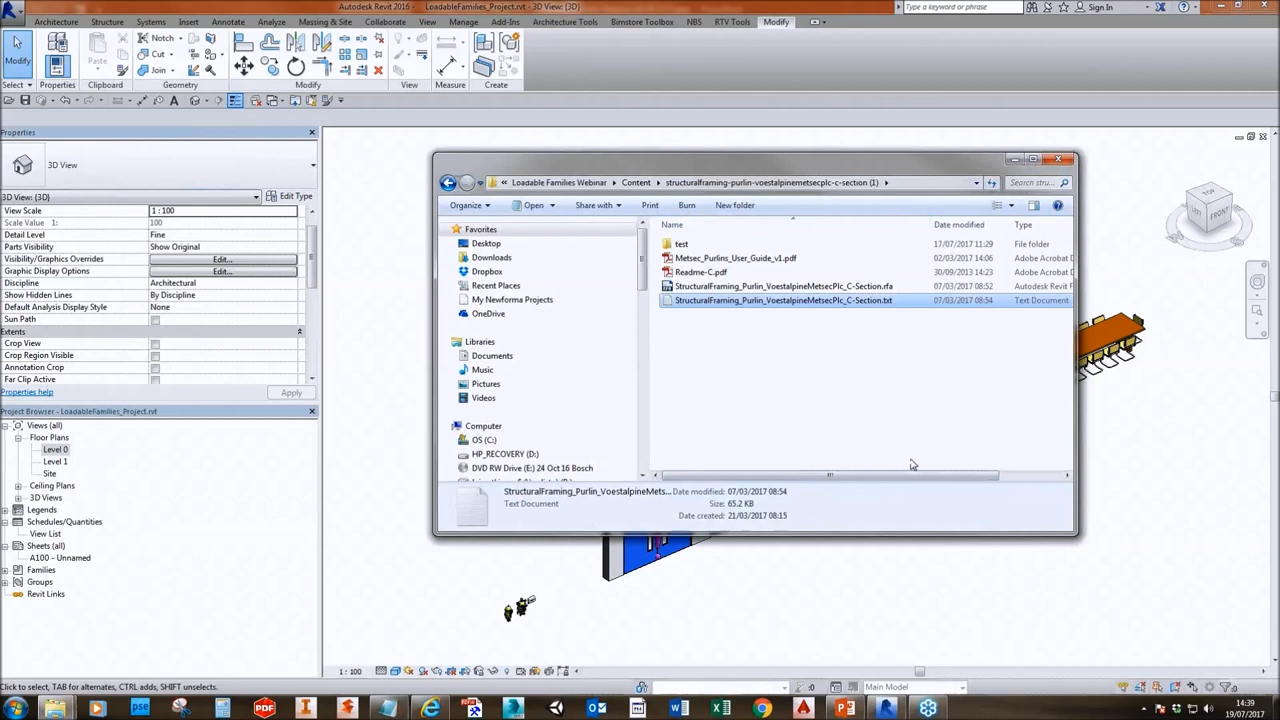 Autodesk Revit 2016 - LoadableFamilies_Project.rvt - 3D View: {3D}
Type a keyword or phrase
Sign In
Architecture Structure Systems Insert Annotate Analyze Massing & Site Collaborate View Manage Add-Ins Architecture Tools Bimstore Toolbox NBS RTV Tools Modify
Modify
Properties
Paste
Notch
Cut
Join
Select Properties Clipboard Geometry Modify View Measure Create
Properties
3D View
3D View: {3D} Edit Type
View Scale 1 : 100
Scale Value 1: 100
Detail Level Fine
Parts Visibility Show Original
Visibility/Graphics Overrides Edit...
Graphic Display Options Edit...
Discipline Architectural
Show Hidden Lines By Discipline
Default Analysis Display Style None
Sun Path
Extents
Crop View
Crop Region Visible
Annotation Crop
Far Clip Active
Properties help Apply
Project Browser - LoadableFamilies_Project.rvt
Views (all)
Floor Plans
Level 0
Level 1
Site
Ceiling Plans
3D Views
Legends
Schedules/Quantities
View List
Sheets (all)
A100 - Unnamed
Families
Groups
Revit Links
Loadable Families Webinar Content structuralframing-purlin-voestalpinemetsecplc-c-section (1)
Search stru...
Organize Open Share with Print Burn New folder
Favorites
Desktop
Downloads
Dropbox
Recent Places
My Newforma Projects
OneDrive
Libraries
Documents
Music
Pictures
Videos
Computer
OS (C:)
HP_RECOVERY (D:)
DVD RW Drive (E:) 24 Oct 16 Bosch
Name Date modified Type
test 17/07/2017 11:29 File folder
Metsec_Purlins_User_Guide_v1.pdf 02/03/2017 14:06 Adobe Acrobat D
Readme-C.pdf 30/09/2013 14:23 Adobe Acrobat D
StructuralFraming_Purlin_VoestalpineMetsecPlc_C-Section.rfa 07/03/2017 08:52 Autodesk Revit F
StructuralFraming_Purlin_VoestalpineMetsecPlc_C-Section.txt 07/03/2017 08:54 Text Document
StructuralFraming_Purlin_VoestalpineMets... Date modified: 07/03/2017 08:54
Text Document Size: 65.2 KB
Date created: 21/03/2017 08:15
TOP
LEFT
FRONT
1 : 100
Click to select, TAB for alternates, CTRL adds, SHIFT unselects.
:0
Main Model
:0
14:39
19/07/2017